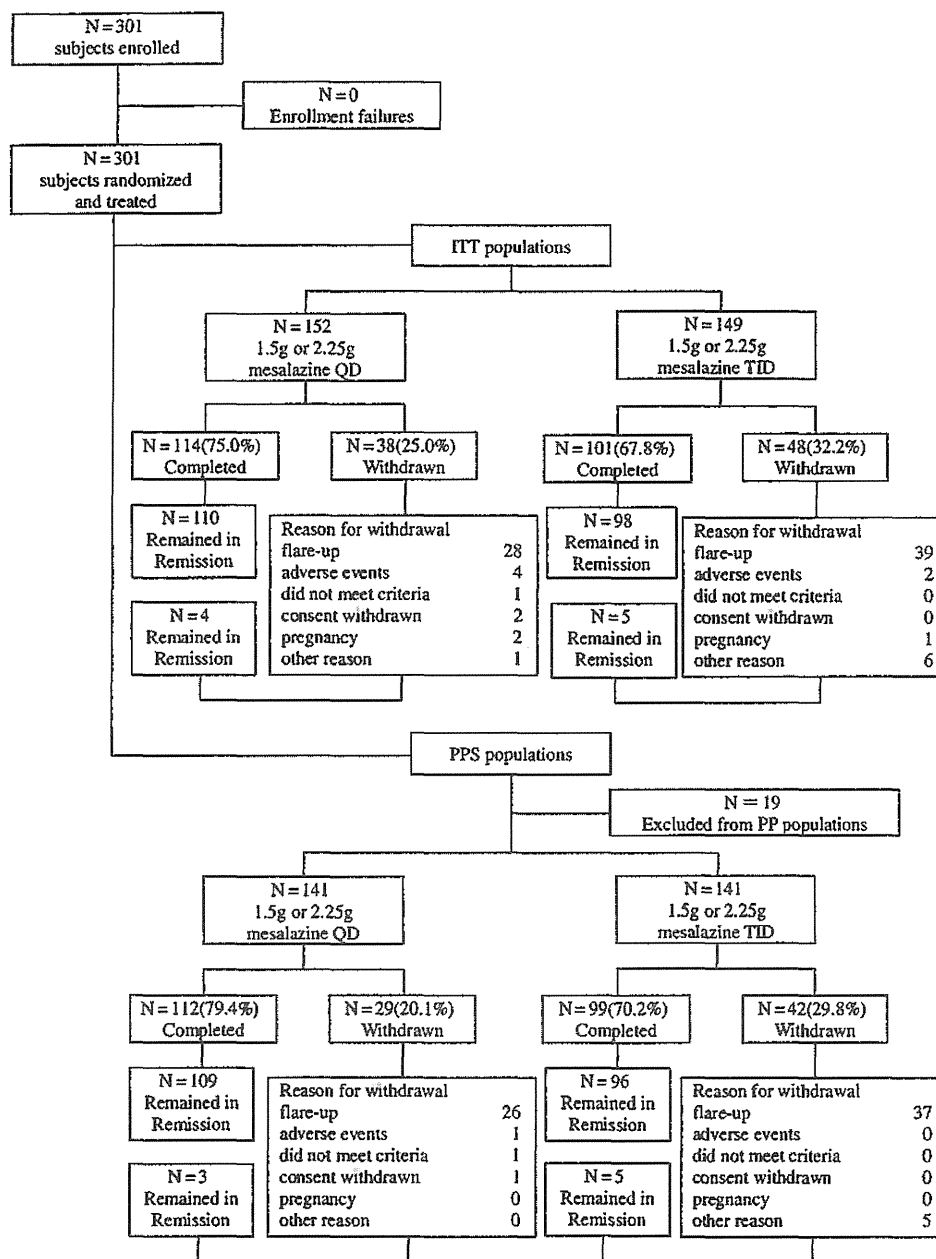 N=301
subjects enrolled
N=0
Enrollment failures
N=301
subjects randomized
and treated
ITT populations
N=152
1.5g or 2.25g
mesalazine QD
N=149
1.5g or 2.25g
mesalazine TID
N=114(75.0%)
Completed
N=38(25.0%)
Withdrawn
N=101(67.8%)
Completed
N=48(32.2%)
Withdrawn
N=110
Remained in
Remission
Reason for withdrawal
flare-up 28
adverse events 4
did not meet criteria 1
consent withdrawn 2
pregnancy 2
other reason 1
N=4
Remained in
Remission
N=98
Remained in
Remission
Reason for withdrawal
flare-up 39
adverse events 2
did not meet criteria 0
consent withdrawn 0
pregnancy 1
other reason 6
N=5
Remained in
Remission
PPS populations
N=19
Excluded from PP populations
N=141
1.5g or 2.25g
mesalazine QD
N=141
1.5g or 2.25g
mesalazine TID
N=112(79.4%)
Completed
N=29(20.1%)
Withdrawn
N=99(70.2%)
Completed
N=42(29.8%)
Withdrawn
N=109
Remained in
Remission
Reason for withdrawal
flare-up 26
adverse events 1
did not meet criteria 1
consent withdrawn 1
pregnancy 0
other reason 0
N=3
Remained in
Remission
N=96
Remained in
Remission
Reason for withdrawal
flare-up 37
adverse events 0
did not meet criteria 0
consent withdrawn 0
pregnancy 0
other reason 5
N=5
Remained in
Remission